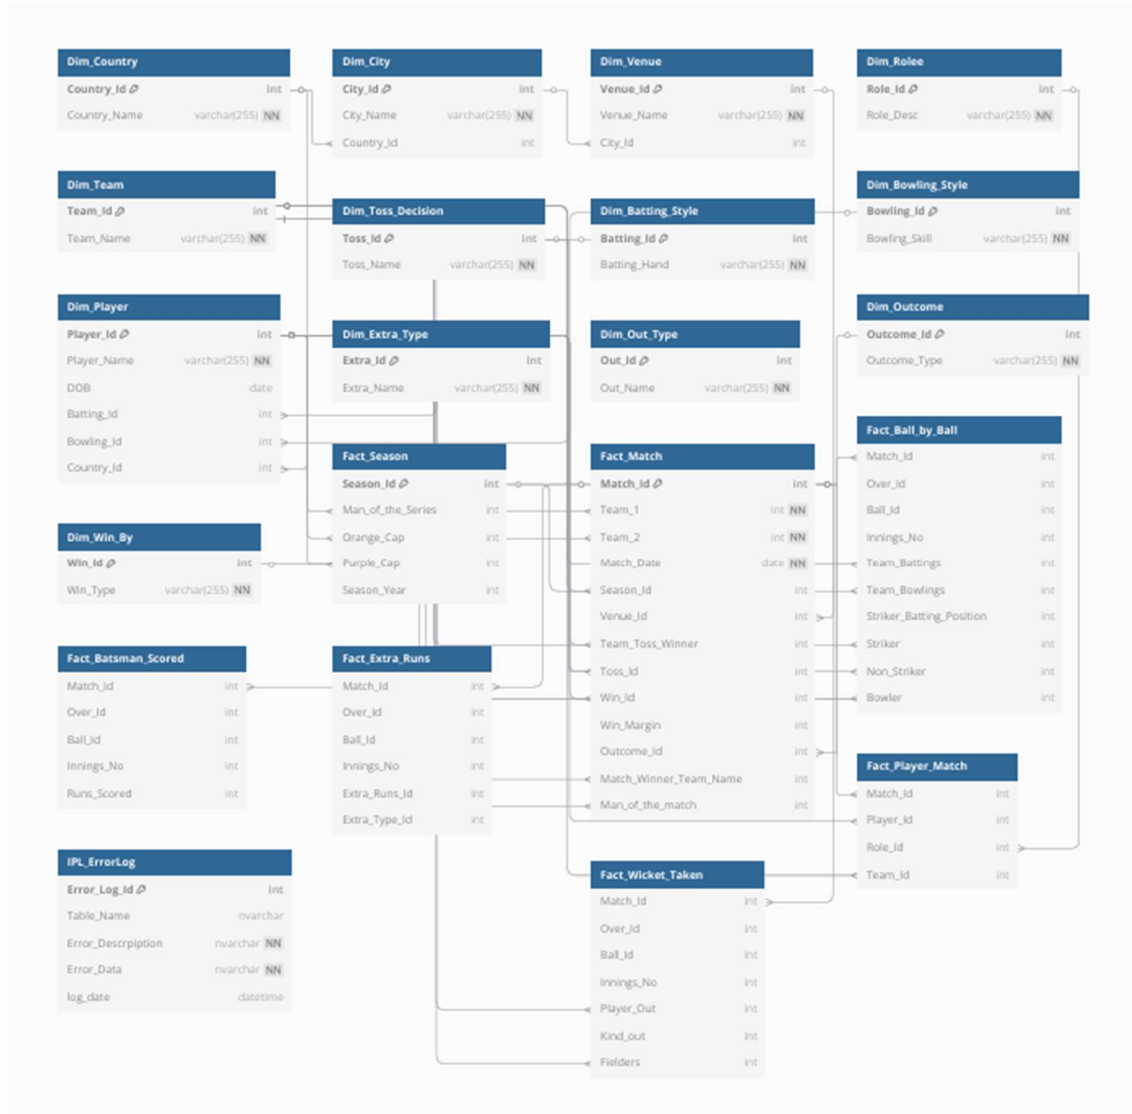 Dim_Country
Country_Id int
Country_Name varchar(255) NN
Dim_City
City_Id int
City_Name varchar(255) NN
Country_Id int
Dim_Venue
Venue_Id int
Venue_Name varchar(255) NN
City_Id int
Dim_Rolee
Role_Id int
Role_Desc varchar(255) NN
Dim_Team
Team_Id int
Team_Name varchar(255) NN
Dim_Toss_Decision
Toss_Id int
Toss_Name varchar(255) NN
Dim_Batting_Style
Batting_Id int
Batting_Hand varchar(255) NN
Dim_Bowling_Style
Bowling_Id int
Bowling_Skill varchar(255) NN
Dim_Player
Player_Id int
Player_Name varchar(255) NN
DOB date
Batting_Id int
Bowling_Id int
Country_Id int
Dim_Extra_Type
Extra_Id int
Extra_Name varchar(255) NN
Dim_Out_Type
Out_Id int
Out_Name varchar(255) NN
Dim_Outcome
Outcome_Id int
Outcome_Type varchar(255) NN
Dim_Win_By
Win_Id int
Win_Type varchar(255) NN
Fact_Season
Season_Id int
Man_of_the_Series int
Orange_Cap int
Purple_Cap int
Season_Year int
Fact_Match
Match_Id int
Team_1 int NN
Team_2 int NN
Match_Date date NN
Season_Id int
Venue_Id int
Team_Toss_Winner int
Toss_Id int
Win_Id int
Win_Margin int
Outcome_Id int
Match_Winner_Team_Name int
Man_of_the_match int
Fact_Ball_by_Ball
Match_Id int
Over_Id int
Ball_Id int
Innings_No int
Team_Battings int
Team_Bowlings int
Striker_Batting_Position int
Striker int
Non_Striker int
Bowler int
Fact_Batsman_Scored
Match_Id int
Over_Id int
Ball_Id int
Innings_No int
Runs_Scored int
Fact_Extra_Runs
Match_Id int
Over_Id int
Ball_Id int
Innings_No int
Extra_Runs_Id int
Extra_Type_Id int
Fact_Player_Match
Match_Id int
Player_Id int
Role_Id int
Team_Id int
IPL_ErrorLog
Error_Log_Id int
Table_Name nvarchar
Error_Descrpiption nvarchar NN
Error_Data nvarchar NN
log_date datetime
Fact_Wicket_Taken
Match_Id int
Over_Id int
Ball_Id int
Innings_No int
Player_Out int
Kind_out int
Fielders int